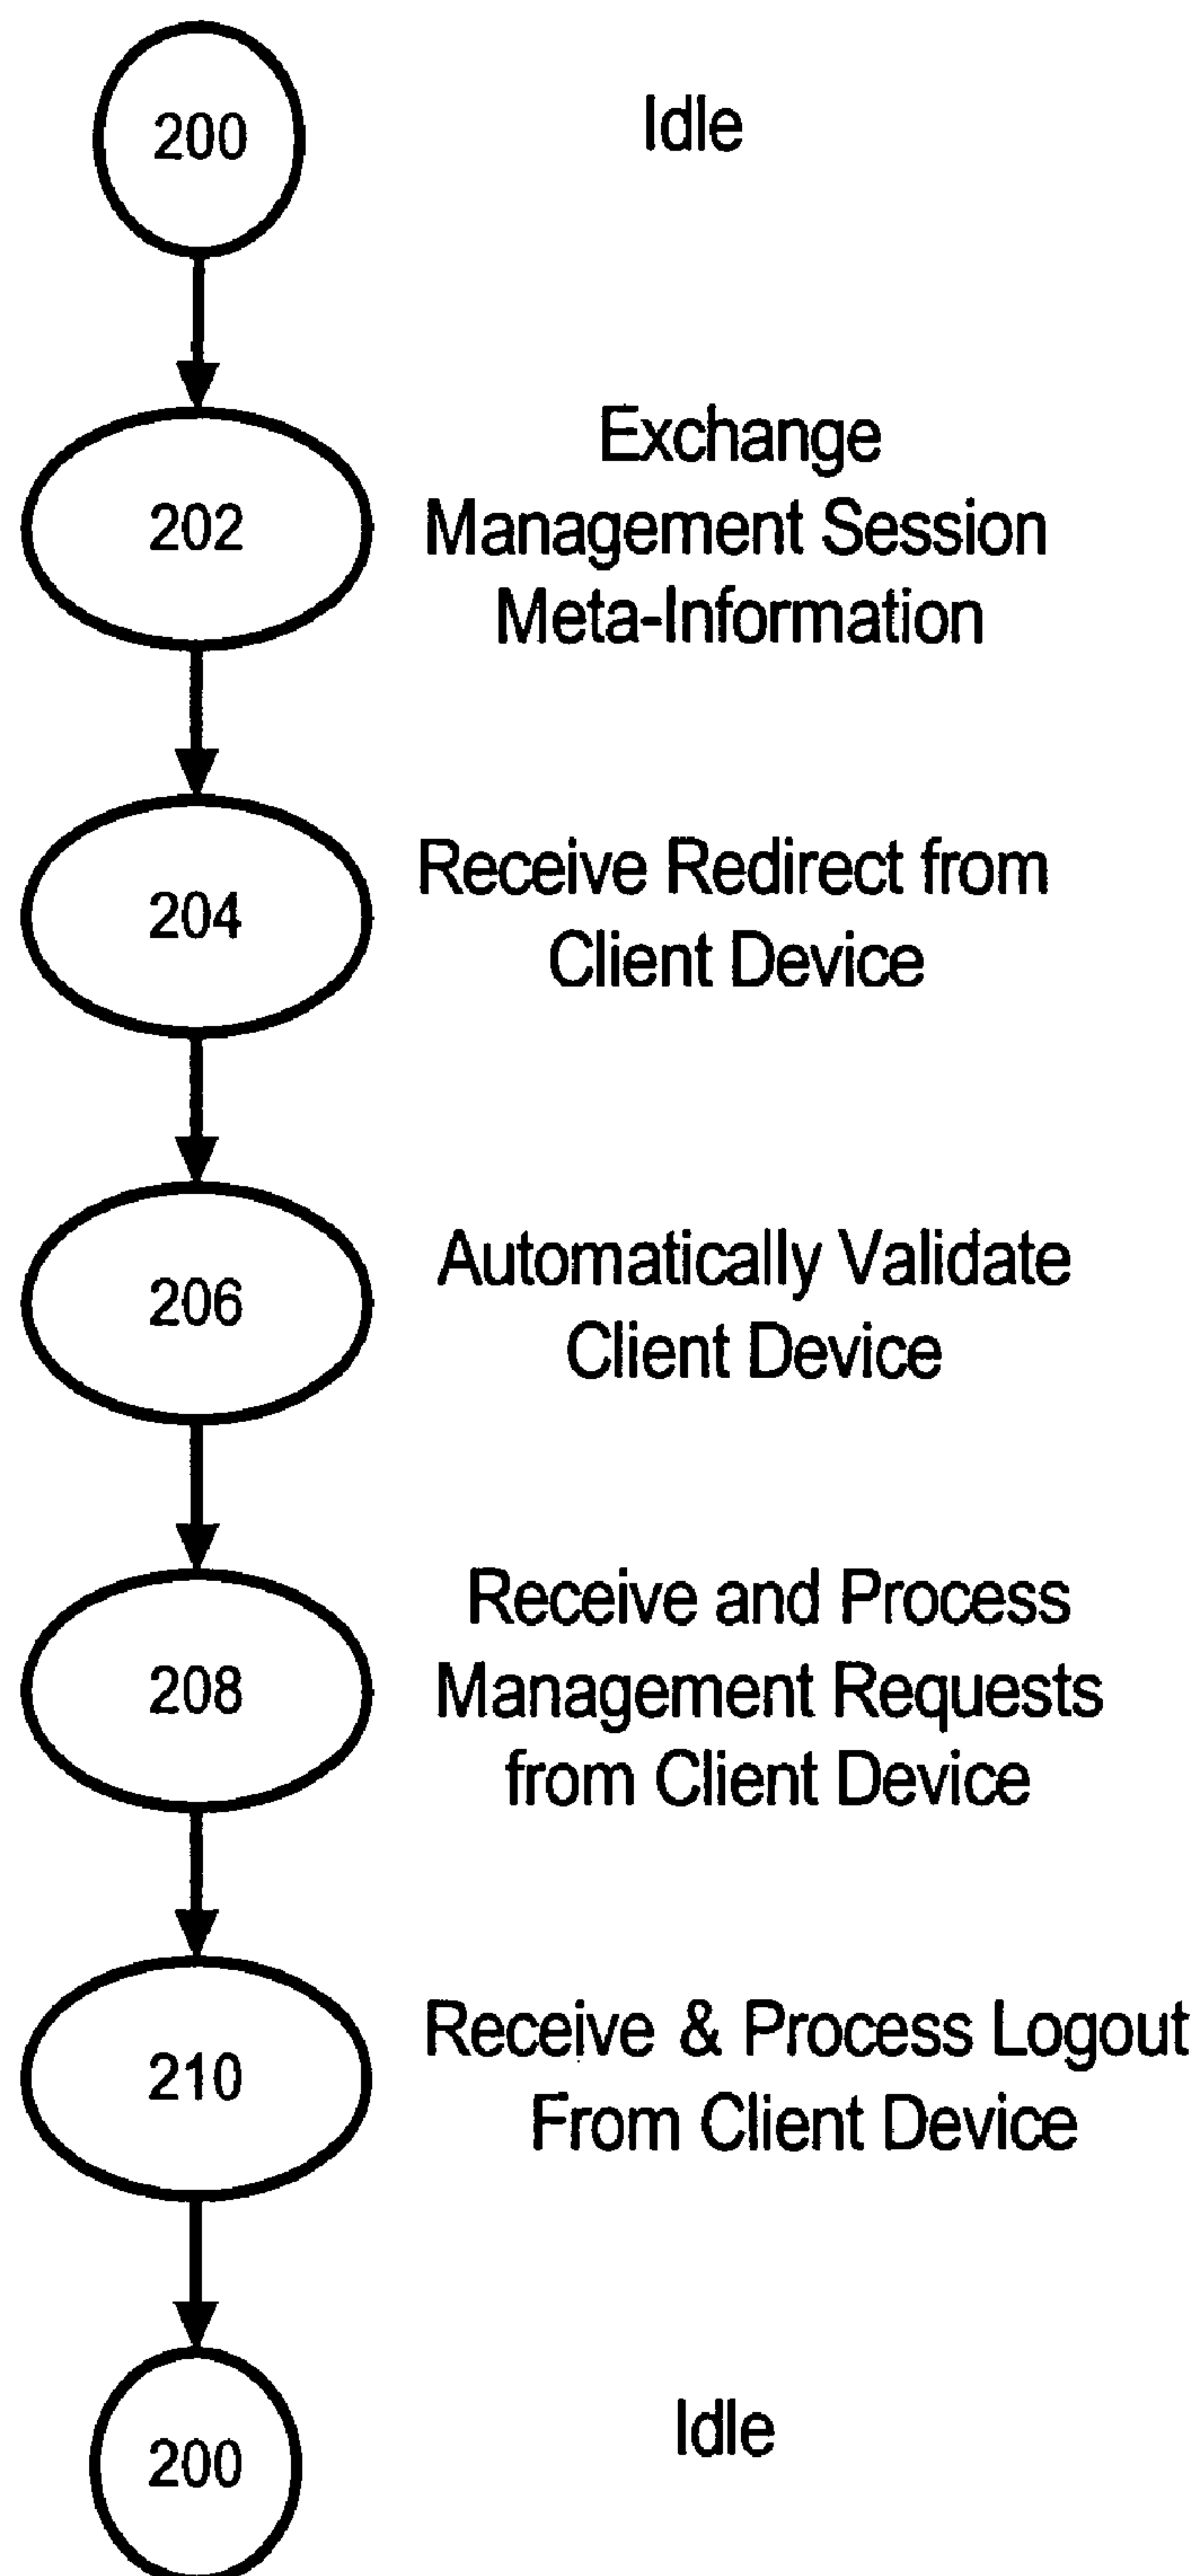 200
Idle
202
Exchange
Management Session
Meta-Information
204
Receive Redirect from
Client Device
206
Automatically Validate
Client Device
208
Receive and Process
Management Requests
from Client Device
210
Receive & Process Logout
From Client Device
200
Idle